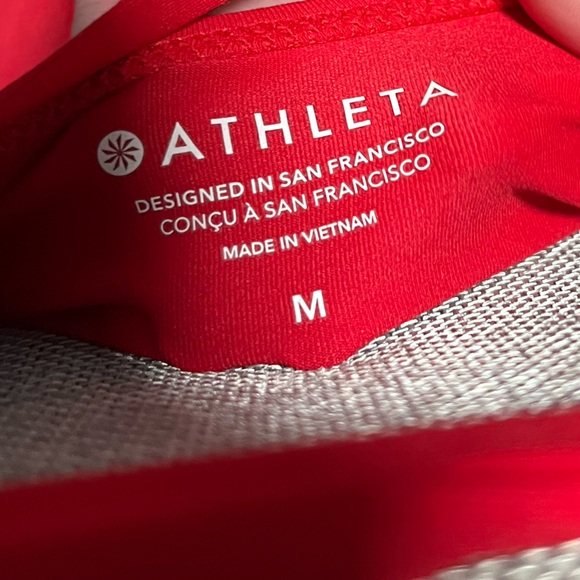 ATHLETA
DESIGNED IN SAN FRANCISCO
CONÇU À SAN FRANCISCO
MADE IN VIETNAM
M